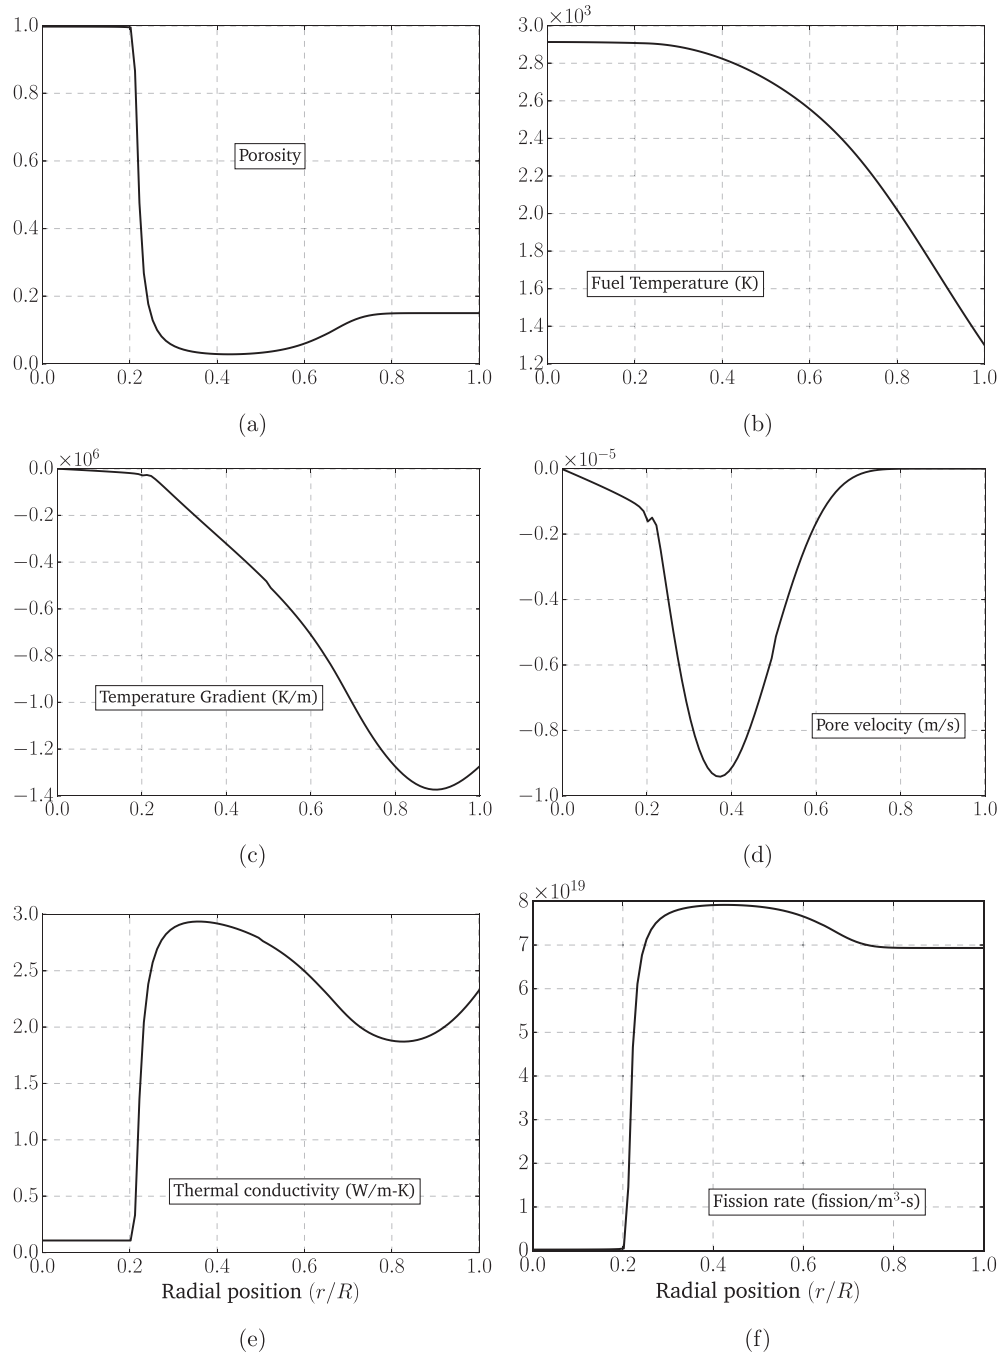 1.0
0.8
0.6
0.4
0.2
0.0
Porosity
0.0 0.2 0.4 0.6 0.8 1.0
(a)
3.0 ×10³
2.8
2.6
2.4
2.2
2.0
1.8
1.6
1.4
1.2
Fuel Temperature (K)
0.0 0.2 0.4 0.6 0.8 1.0
(b)
0.0 ×10⁶
−0.2
−0.4
−0.6
−0.8
−1.0
−1.2
−1.4
Temperature Gradient (K/m)
0.0 0.2 0.4 0.6 0.8 1.0
(c)
0.0 ×10⁻⁵
−0.2
−0.4
−0.6
−0.8
−1.0
Pore velocity (m/s)
0.0 0.2 0.4 0.6 0.8 1.0
(d)
3.0
2.5
2.0
1.5
1.0
0.5
0.0
Thermal conductivity (W/m-K)
0.0 0.2 0.4 0.6 0.8 1.0
Radial position (r/R)
(e)
8 ×10¹⁹
7
6
5
4
3
2
1
0
Fission rate (fission/m³-s)
0.0 0.2 0.4 0.6 0.8 1.0
Radial position (r/R)
(f)